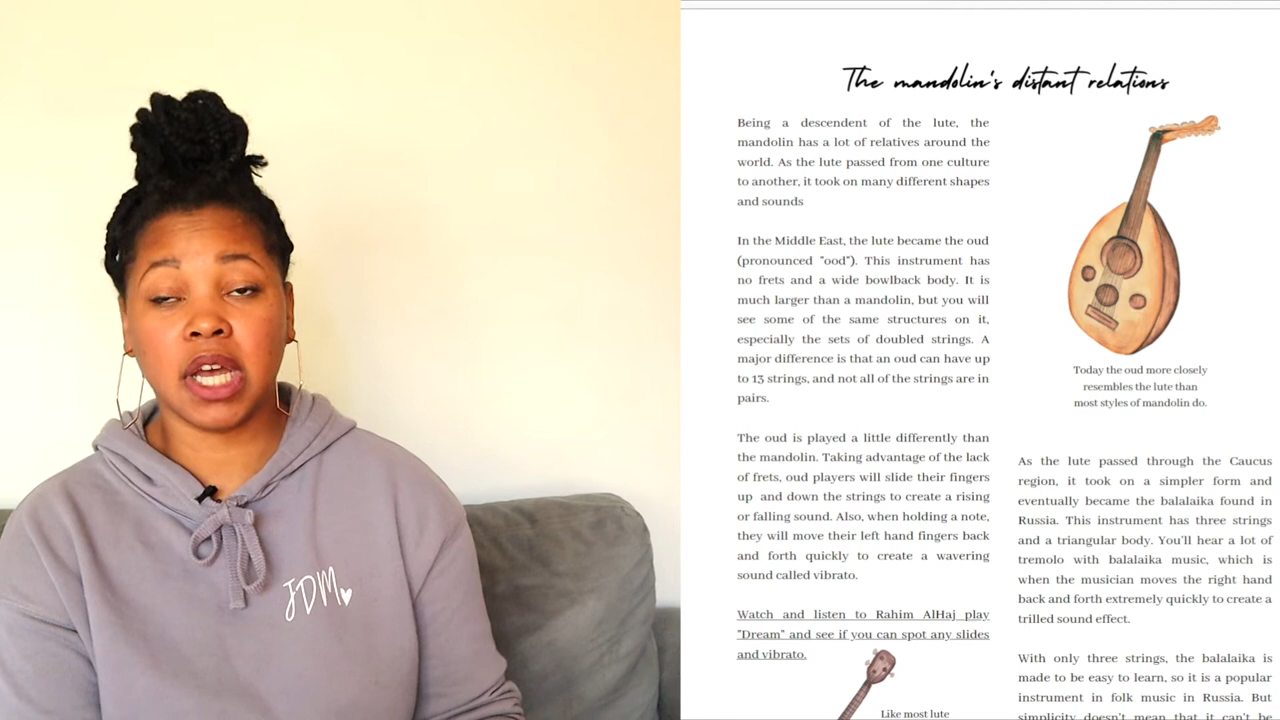 JDM
The mandolin's distant relations
Being a descendent of the lute, the
mandolin has a lot of relatives around the
world. As the lute passed from one culture
to another, it took on many different shapes
and sounds
In the Middle East, the lute became the oud
(pronounced "ood"). This instrument has
no frets and a wide bowlback body. It is
much larger than a mandolin, but you will
see some of the same structures on it,
especially the sets of doubled strings. A
major difference is that an oud can have up
to 13 strings, and not all of the strings are in
pairs.
The oud is played a little differently than
the mandolin. Taking advantage of the lack
of frets, oud players will slide their fingers
up and down the strings to create a rising
or falling sound. Also, when holding a note,
they will move their left hand fingers back
and forth quickly to create a wavering
sound called vibrato.
Watch and listen to Rahim AlHaj play
"Dream" and see if you can spot any slides
and vibrato.
Like most lute
Today the oud more closely
resembles the lute than
most styles of mandolin do.
As the lute passed through the Caucus
region, it took on a simpler form and
eventually became the balalaika found in
Russia. This instrument has three strings
and a triangular body. You'll hear a lot of
tremolo with balalaika music, which is
when the musician moves the right hand
back and forth extremely quickly to create a
trilled sound effect.
With only three strings, the balalaika is
made to be easy to learn, so it is a popular
instrument in folk music in Russia. But
simplicity doesn't mean that it can't be